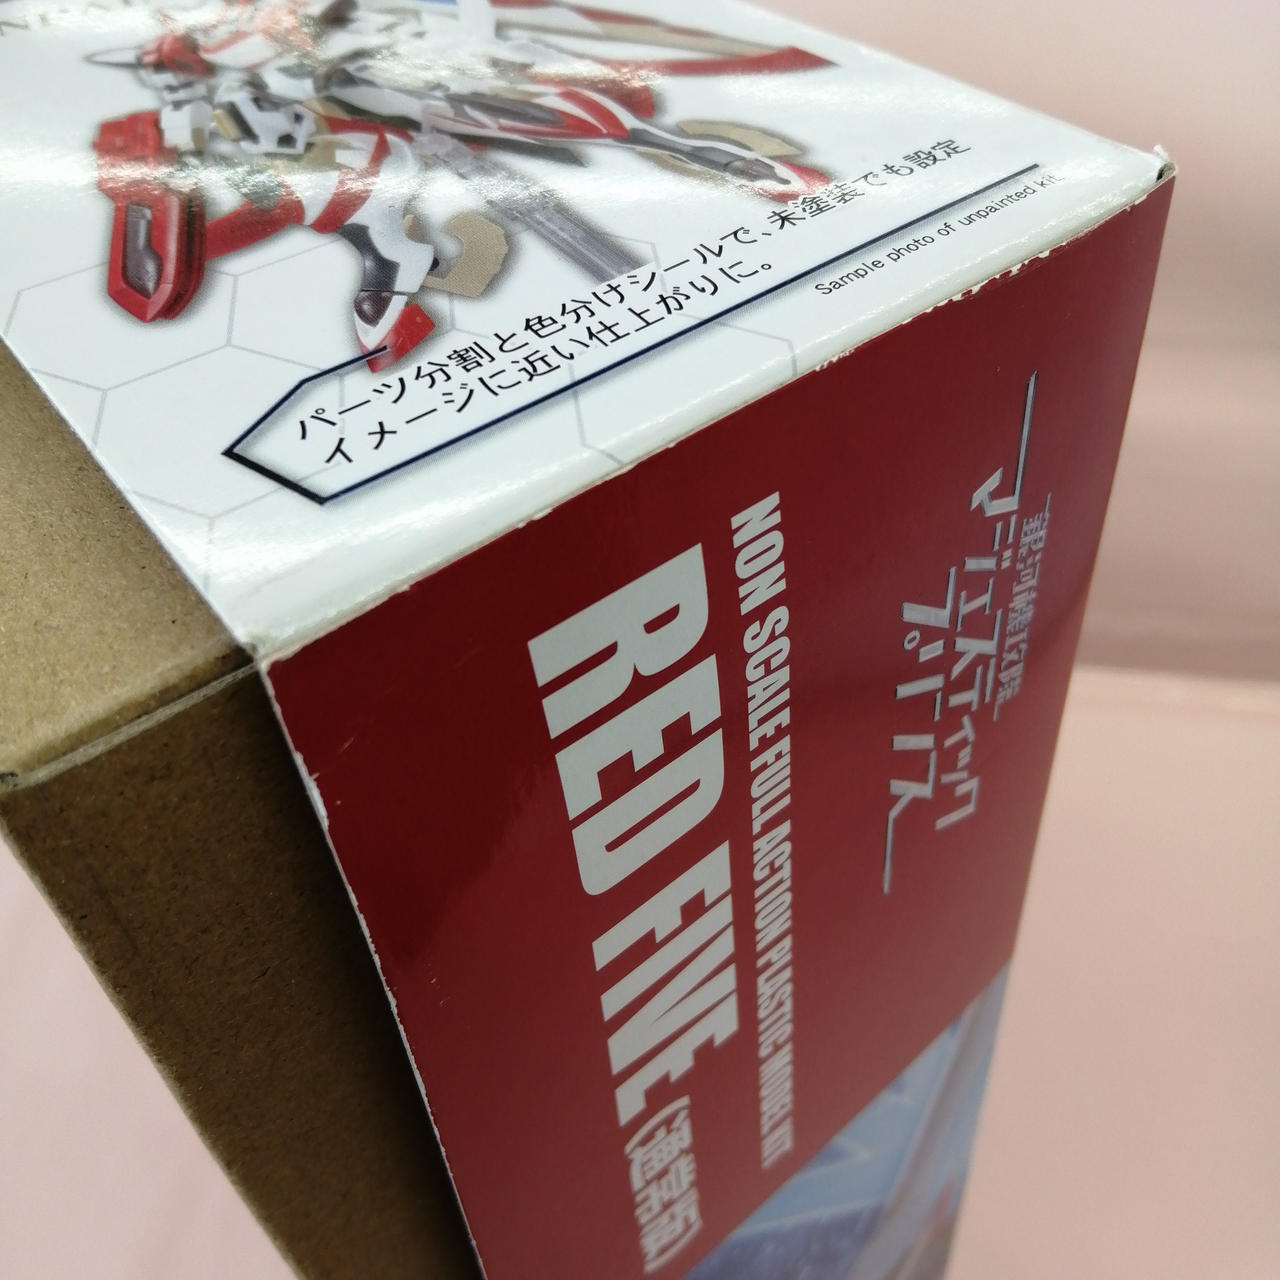 パーツ分割と色分けシールで、未塗装でも設定
イメージに近い仕上がりに。
Sample photo of unpainted kit.
銀河機攻隊
マジェスティック
プリンス
NON SCALE FULL ACTION PLASTIC MODEL KIT
RED FIVE(通常版)